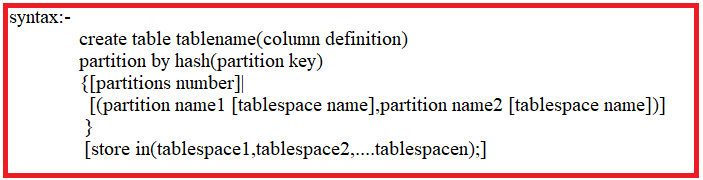 syntax:-
create table tablename(column definition)
partition by hash(partition key)
{[partitions number]|
[(partition name1 [tablespace name],partition name2 [tablespace name])]
}
[store in(tablespace1,tablespace2,....tablespacen);]